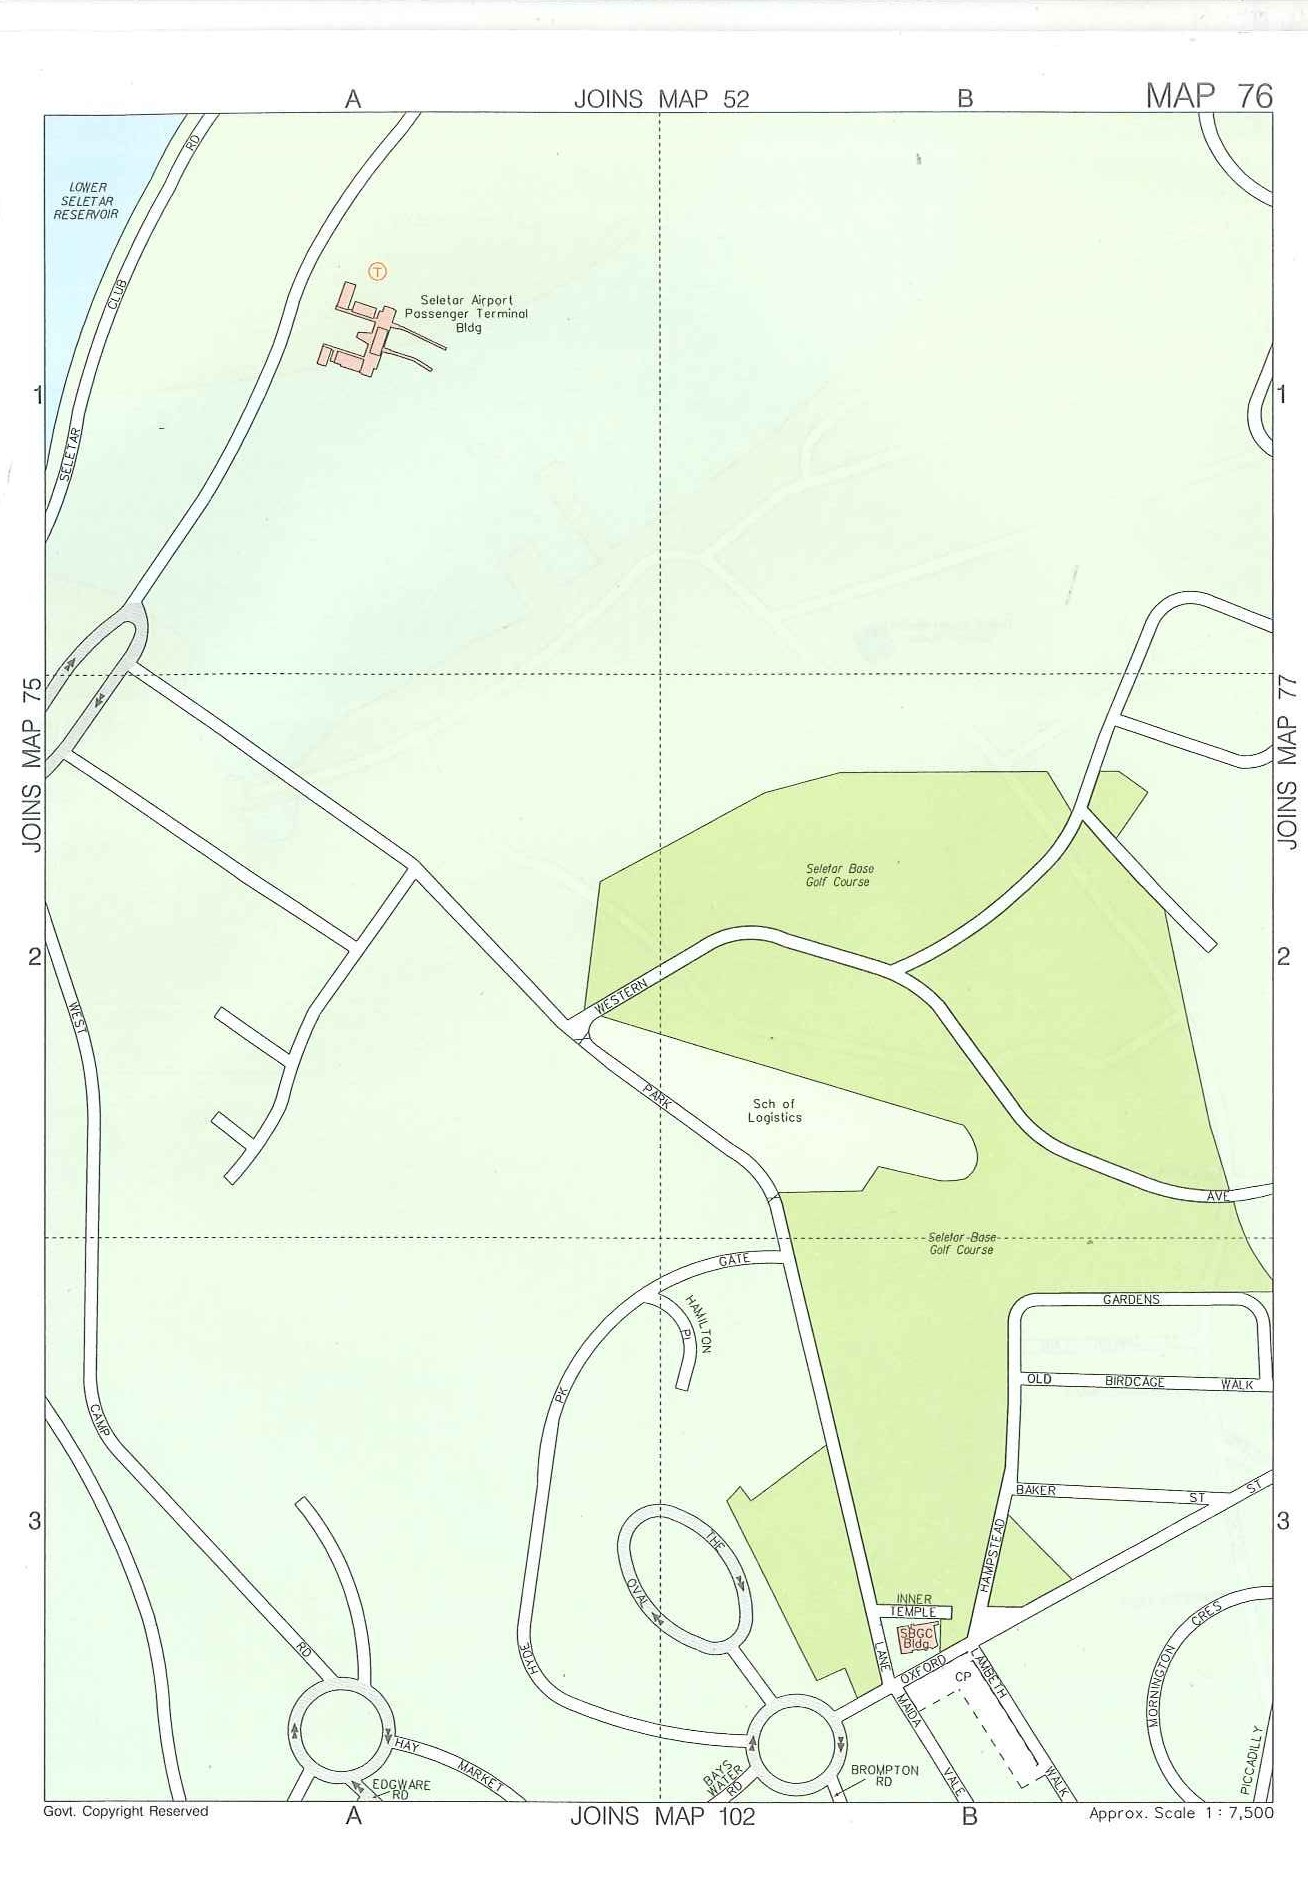 A
JOINS MAP 52
B
MAP 76
LOWER
SELETAR
RESERVOIR
RD
CLUB
SELETAR
T
Seletar Airport
Passenger Terminal
Bldg
1
1
JOINS MAP 75
JOINS MAP 77
Seletar Base
Golf Course
2
2
WESTERN
WEST
PARK
Sch of
Logistics
AVE
Seletar Base
Golf Course
GATE
HAMILTON
PL
GARDENS
OLD BIRDCAGE WALK
PK
CAMP
BAKER ST
ST
3
3
THE
OVAL
HAMPSTEAD
INNER
TEMPLE
SBGC
Bldg
LANE
OXFORD
HYDE
RD
CP
LAMBETH
MAIDA
MORNINGTON
CRES
HAY
MARKET
EDGWARE
RD
BAYS
WATER
RD
BROMPTON
RD
VALE
WALK
PICCADILLY
Govt. Copyright Reserved
A
JOINS MAP 102
B
Approx. Scale 1 : 7,500